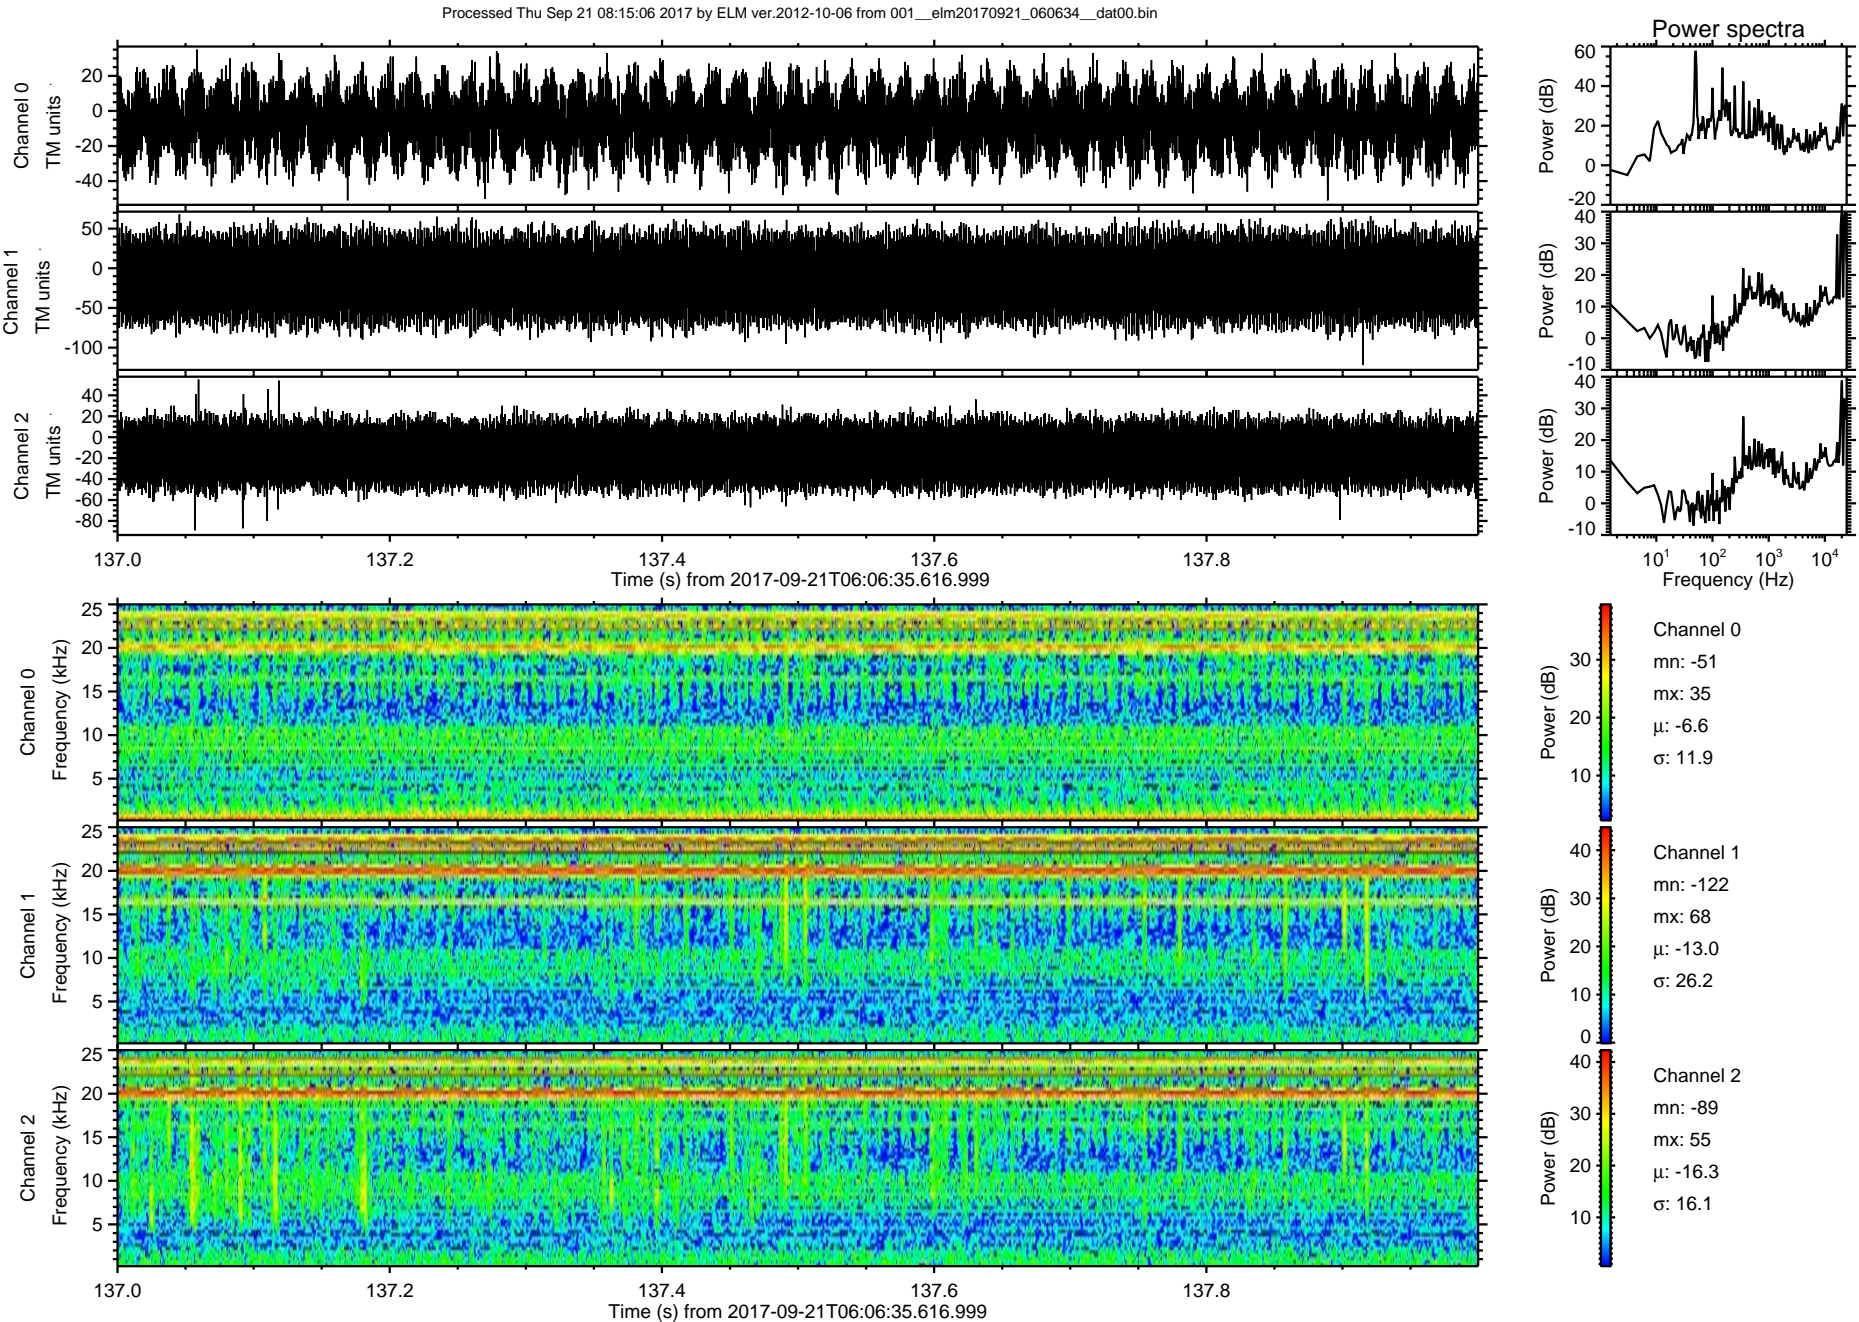 Processed Thu Sep 21 08:15:06 2017 by ELM ver.2012-10-06 from 001__elm20170921_060634__dat00.bin
Power spectra
Channel 0
TM units
20
0
-20
-40
Power (dB)
60
40
20
0
-20
Channel 1
TM units
50
0
-50
-100
Power (dB)
40
30
20
10
0
-10
Channel 2
TM units
40
20
0
-20
-40
-60
-80
Power (dB)
40
30
20
10
0
-10
137.0
137.2
137.4
137.6
137.8
Time (s) from 2017-09-21T06:06:35.616.999
10^1
10^2
10^3
10^4
Frequency (Hz)
Channel 0
Frequency (kHz)
25
20
15
10
5
Power (dB)
30
20
10
Channel 0
mn: -51
mx: 35
μ: -6.6
σ: 11.9
Channel 1
Frequency (kHz)
25
20
15
10
5
Power (dB)
40
30
20
10
0
Channel 1
mn: -122
mx: 68
μ: -13.0
σ: 26.2
Channel 2
Frequency (kHz)
25
20
15
10
5
Power (dB)
40
30
20
10
Channel 2
mn: -89
mx: 55
μ: -16.3
σ: 16.1
137.0
137.2
137.4
137.6
137.8
Time (s) from 2017-09-21T06:06:35.616.999